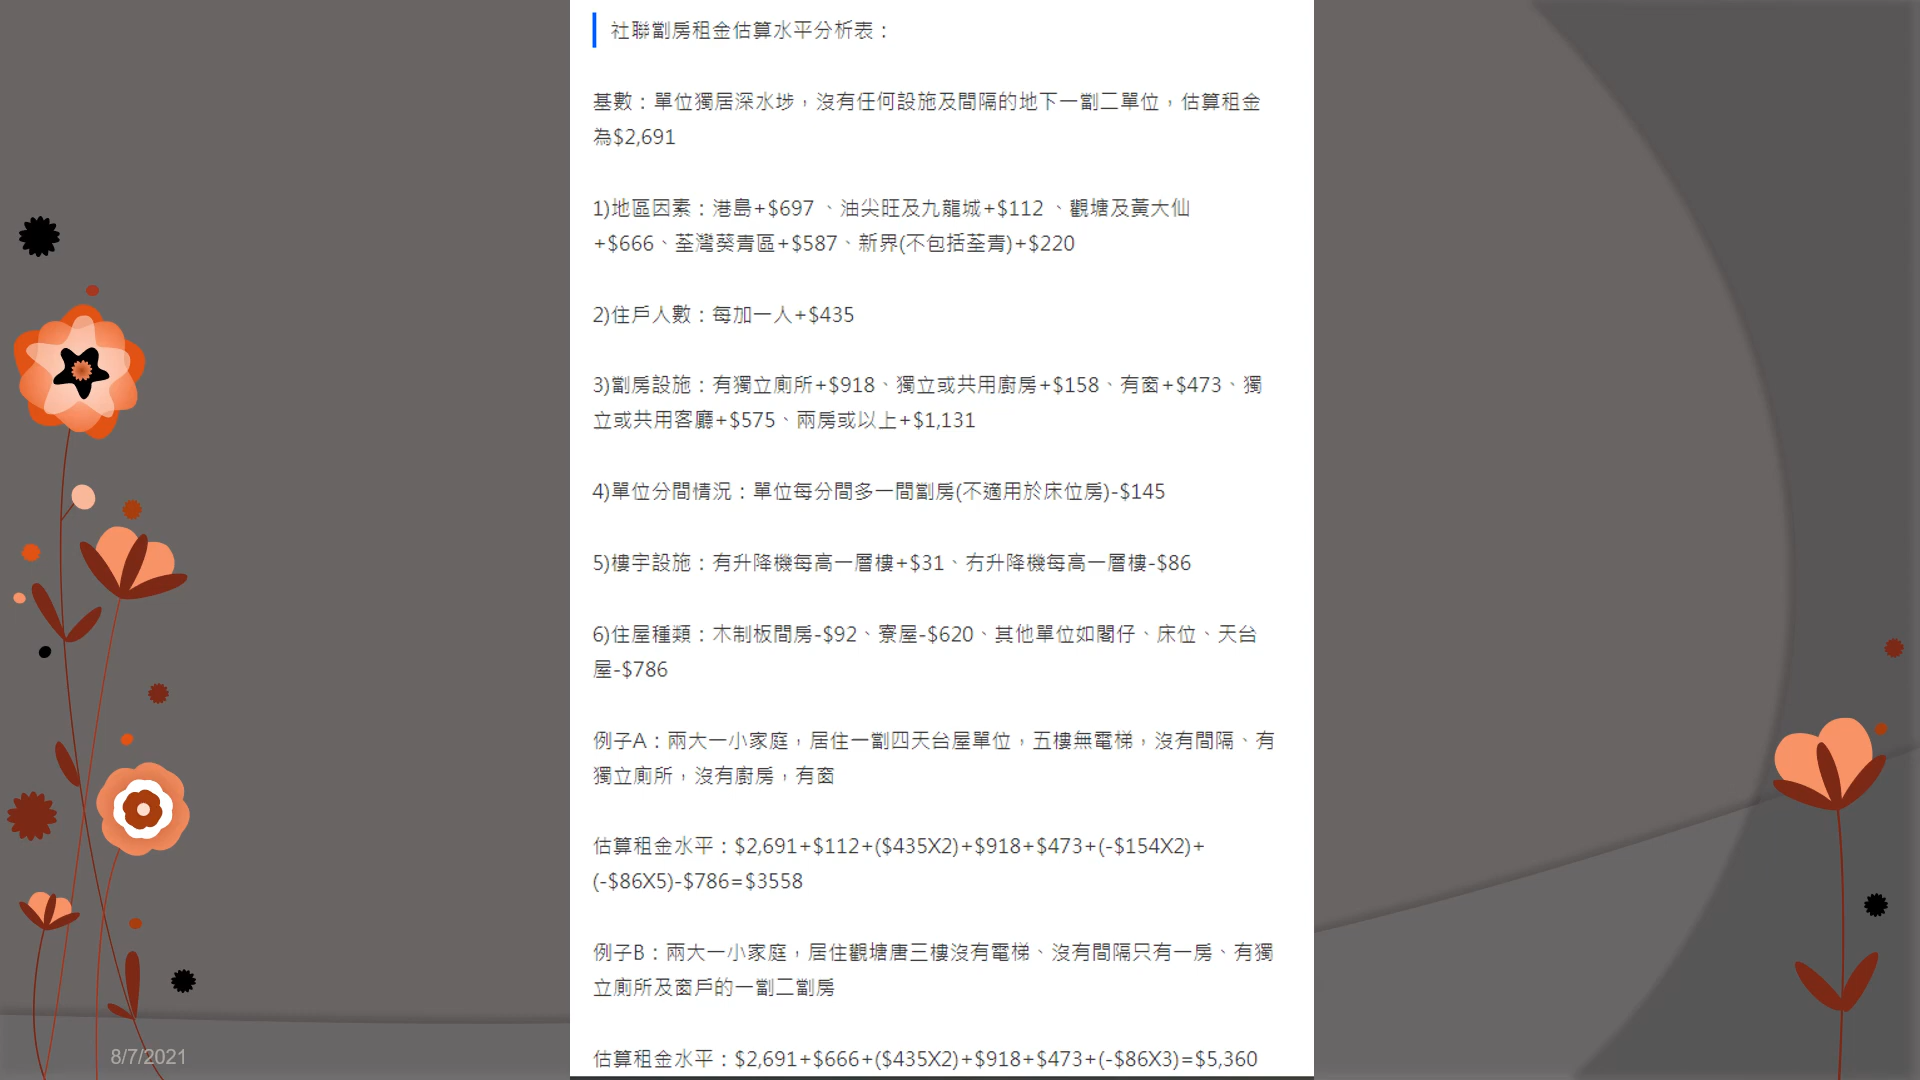 社聯劏房租金估算水平分析表：
基數：單位獨居深水埗，沒有任何設施及間隔的地下一劏二單位，估算租金
為$2,691
1)地區因素：港島+$697 、油尖旺及九龍城+$112 、觀塘及黃大仙
+$666、荃灣葵青區+$587、新界(不包括荃青)+$220
2)住戶人數：每加一人+$435
3)劏房設施：有獨立廁所+$918、獨立或共用廚房+$158、有窗+$473、獨
立或共用客廳+$575、兩房或以上+$1,131
4)單位分間情況：單位每分間多一間劏房(不適用於床位房)-$145
5)樓宇設施：有升降機每高一層樓+$31、冇升降機每高一層樓-$86
6)住屋種類：木制板間房-$92、寮屋-$620、其他單位如閣仔、床位、天台
屋-$786
例子A：兩大一小家庭，居住一劏四天台屋單位，五樓無電梯，沒有間隔、有
獨立廁所，沒有廚房，有窗
估算租金水平：$2,691+$112+($435X2)+$918+$473+(-$154X2)+
(-$86X5)-$786=$3558
例子B：兩大一小家庭，居住觀塘唐三樓沒有電梯、沒有間隔只有一房、有獨
立廁所及窗戶的一劏二劏房
估算租金水平：$2,691+$666+($435X2)+$918+$473+(-$86X3)=$5,360
8/7/2021